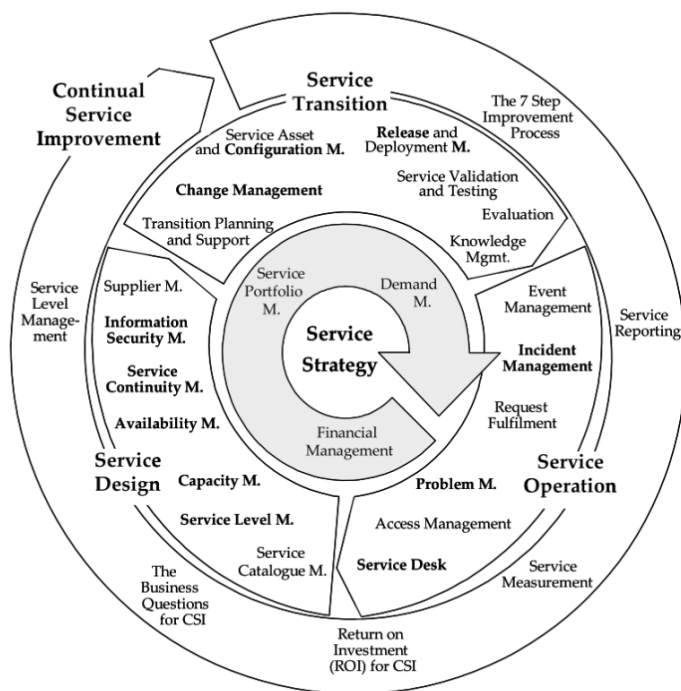 Continual
Service
Improvement
Service
Transition
The 7 Step
Improvement
Process
Service Asset
and Configuration M.
Release and
Deployment M.
Change Management
Service Validation
and Testing
Evaluation
Transition Planning
and Support
Knowledge
Mgmt.
Service
Level
Manage-
ment
Supplier M.
Information
Security M.
Service
Continuity M.
Availability M.
Service
Design
Capacity M.
Service Level M.
Service
Catalogue M.
Service
Portfolio
M.
Demand
M.
Service
Strategy
Financial
Management
Event
Management
Incident
Management
Request
Fulfilment
Service
Operation
Problem M.
Access Management
Service Desk
Service
Reporting
Service
Measurement
The
Business
Questions
for CSI
Return on
Investment
(ROI) for CSI